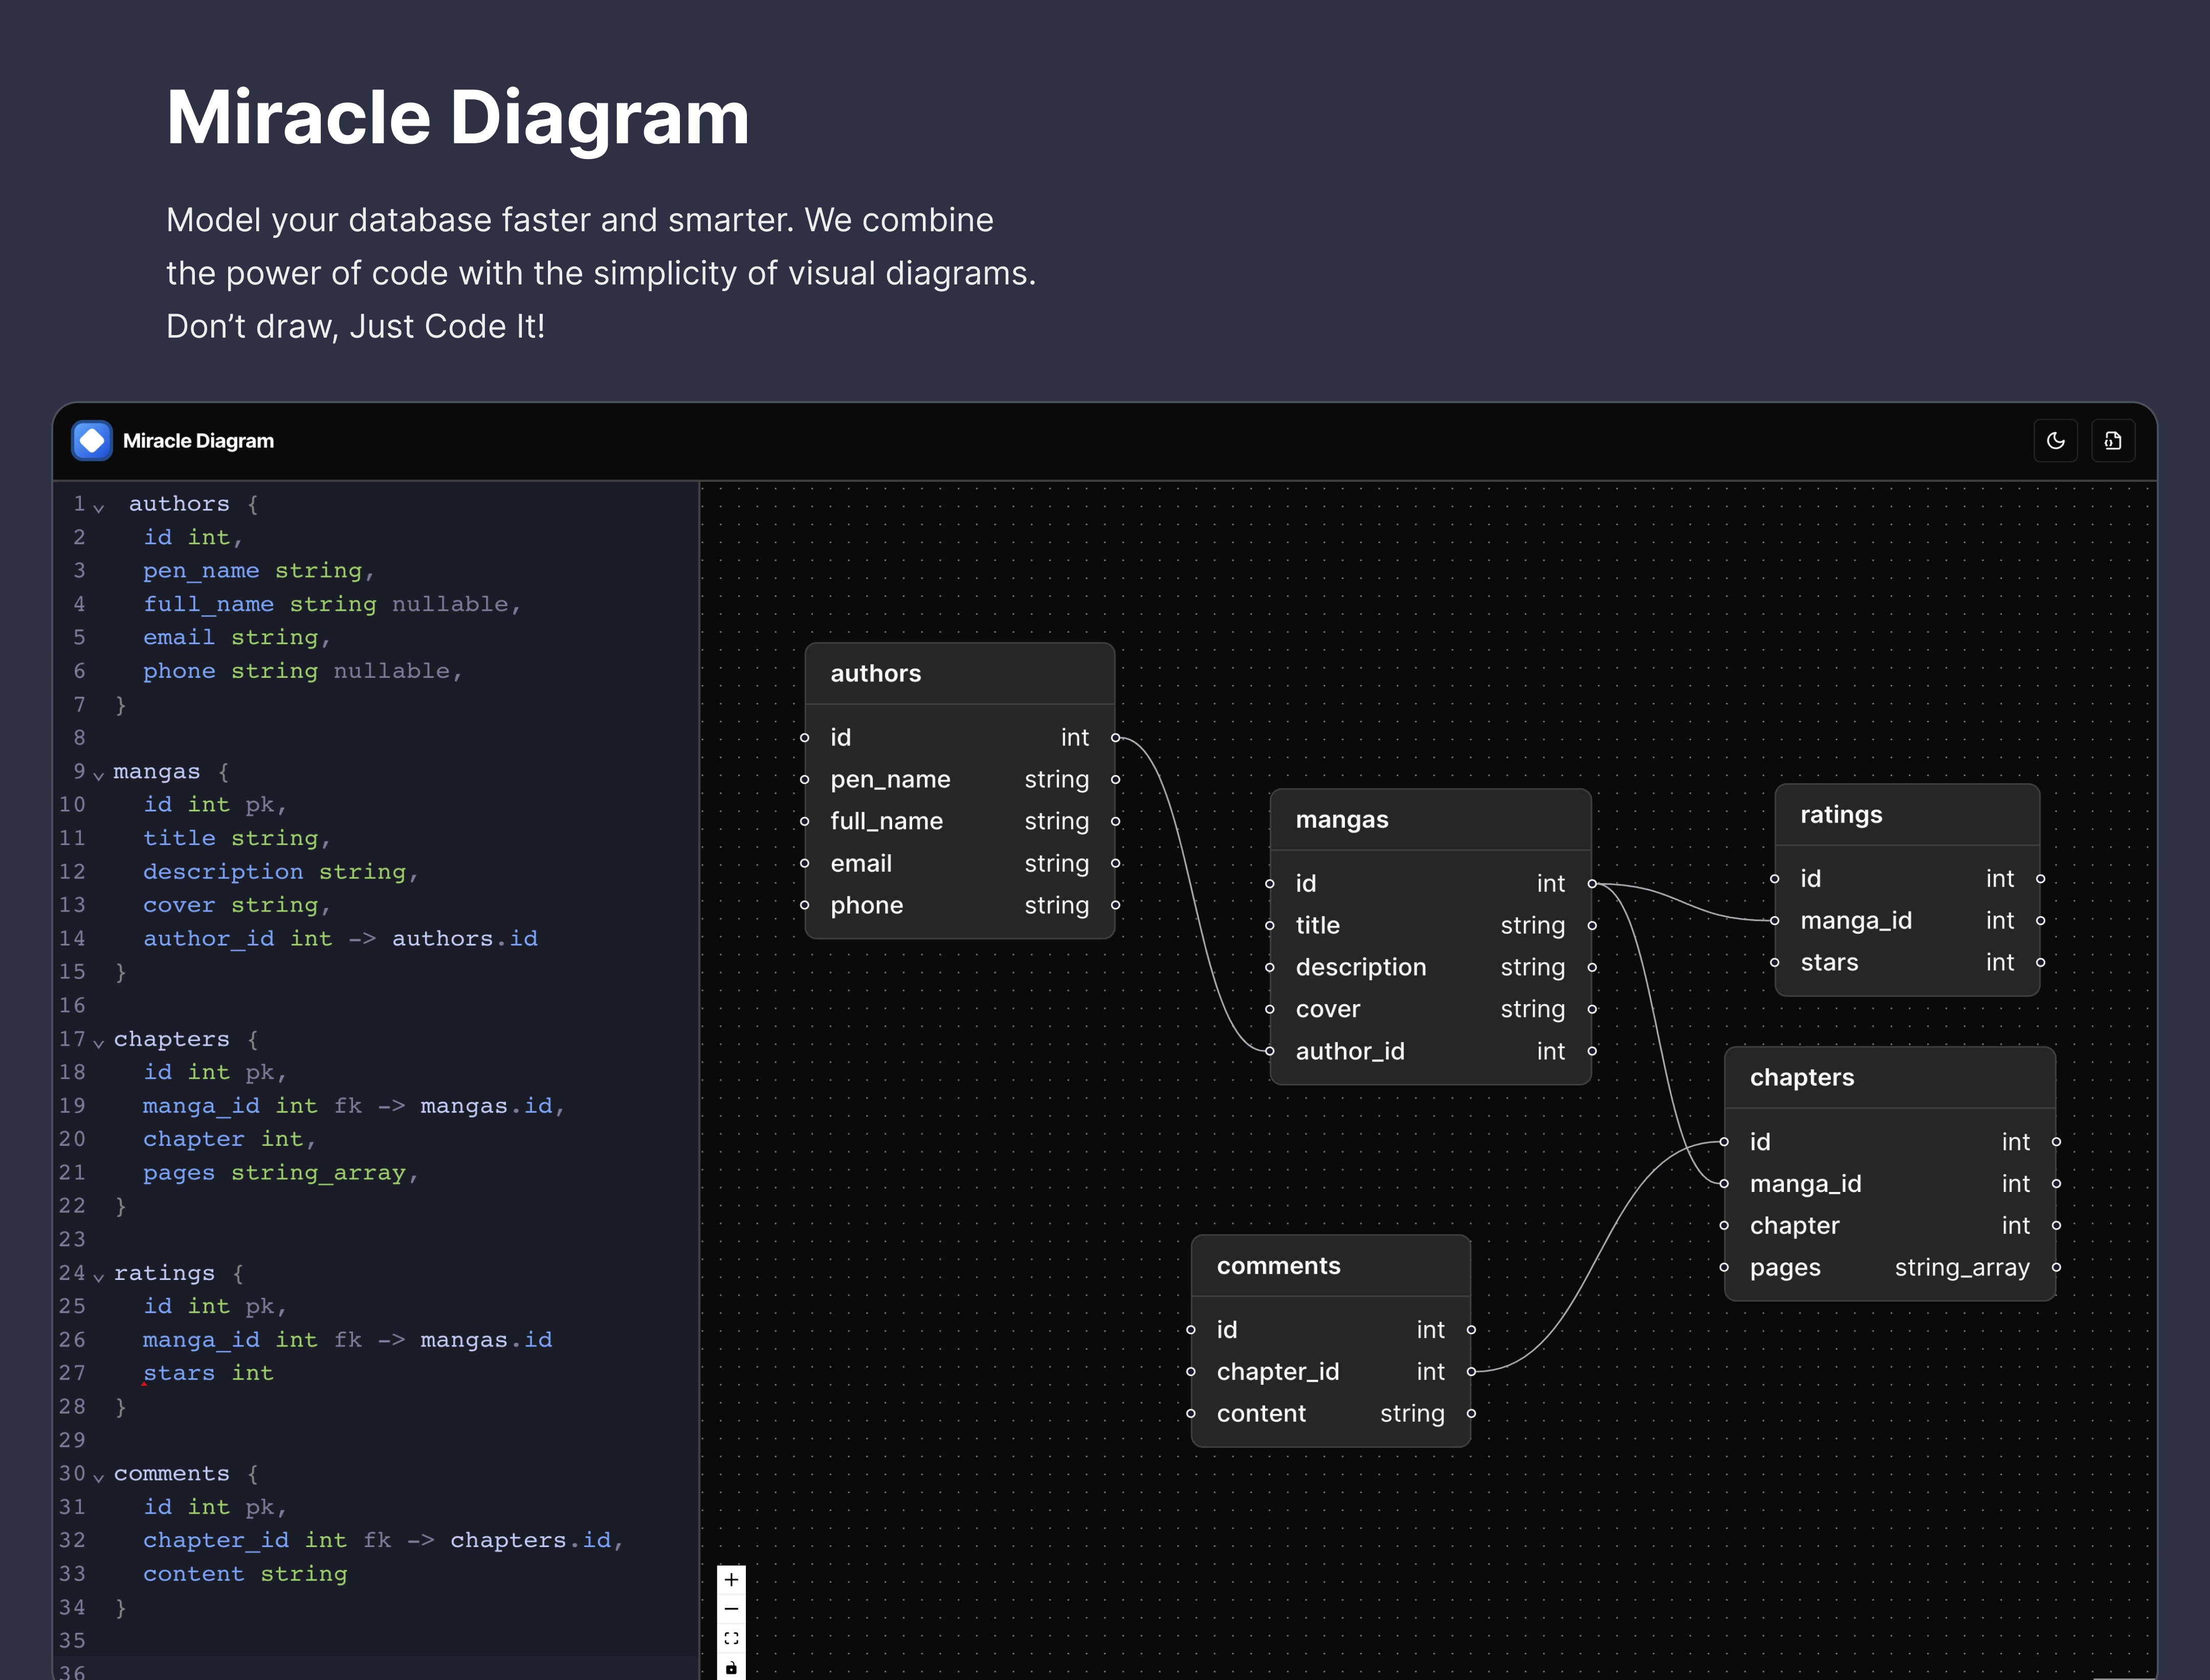 Miracle Diagram
Model your database faster and smarter. We combine
the power of code with the simplicity of visual diagrams.
Don’t draw, Just Code It!
Miracle Diagram
1 authors {
2 id int,
3 pen_name string,
4 full_name string nullable,
5 email string,
6 phone string nullable,
7 }
8
9 mangas {
10 id int pk,
11 title string,
12 description string,
13 cover string,
14 author_id int -> authors.id
15 }
16
17 chapters {
18 id int pk,
19 manga_id int fk -> mangas.id,
20 chapter int,
21 pages string_array,
22 }
23
24 ratings {
25 id int pk,
26 manga_id int fk -> mangas.id
27 stars int
28 }
29
30 comments {
31 id int pk,
32 chapter_id int fk -> chapters.id,
33 content string
34 }
35
36
authors
id int
pen_name string
full_name string
email string
phone string
mangas
id int
title string
description string
cover string
author_id int
ratings
id int
manga_id int
stars int
chapters
id int
manga_id int
chapter int
pages string_array
comments
id int
chapter_id int
content string